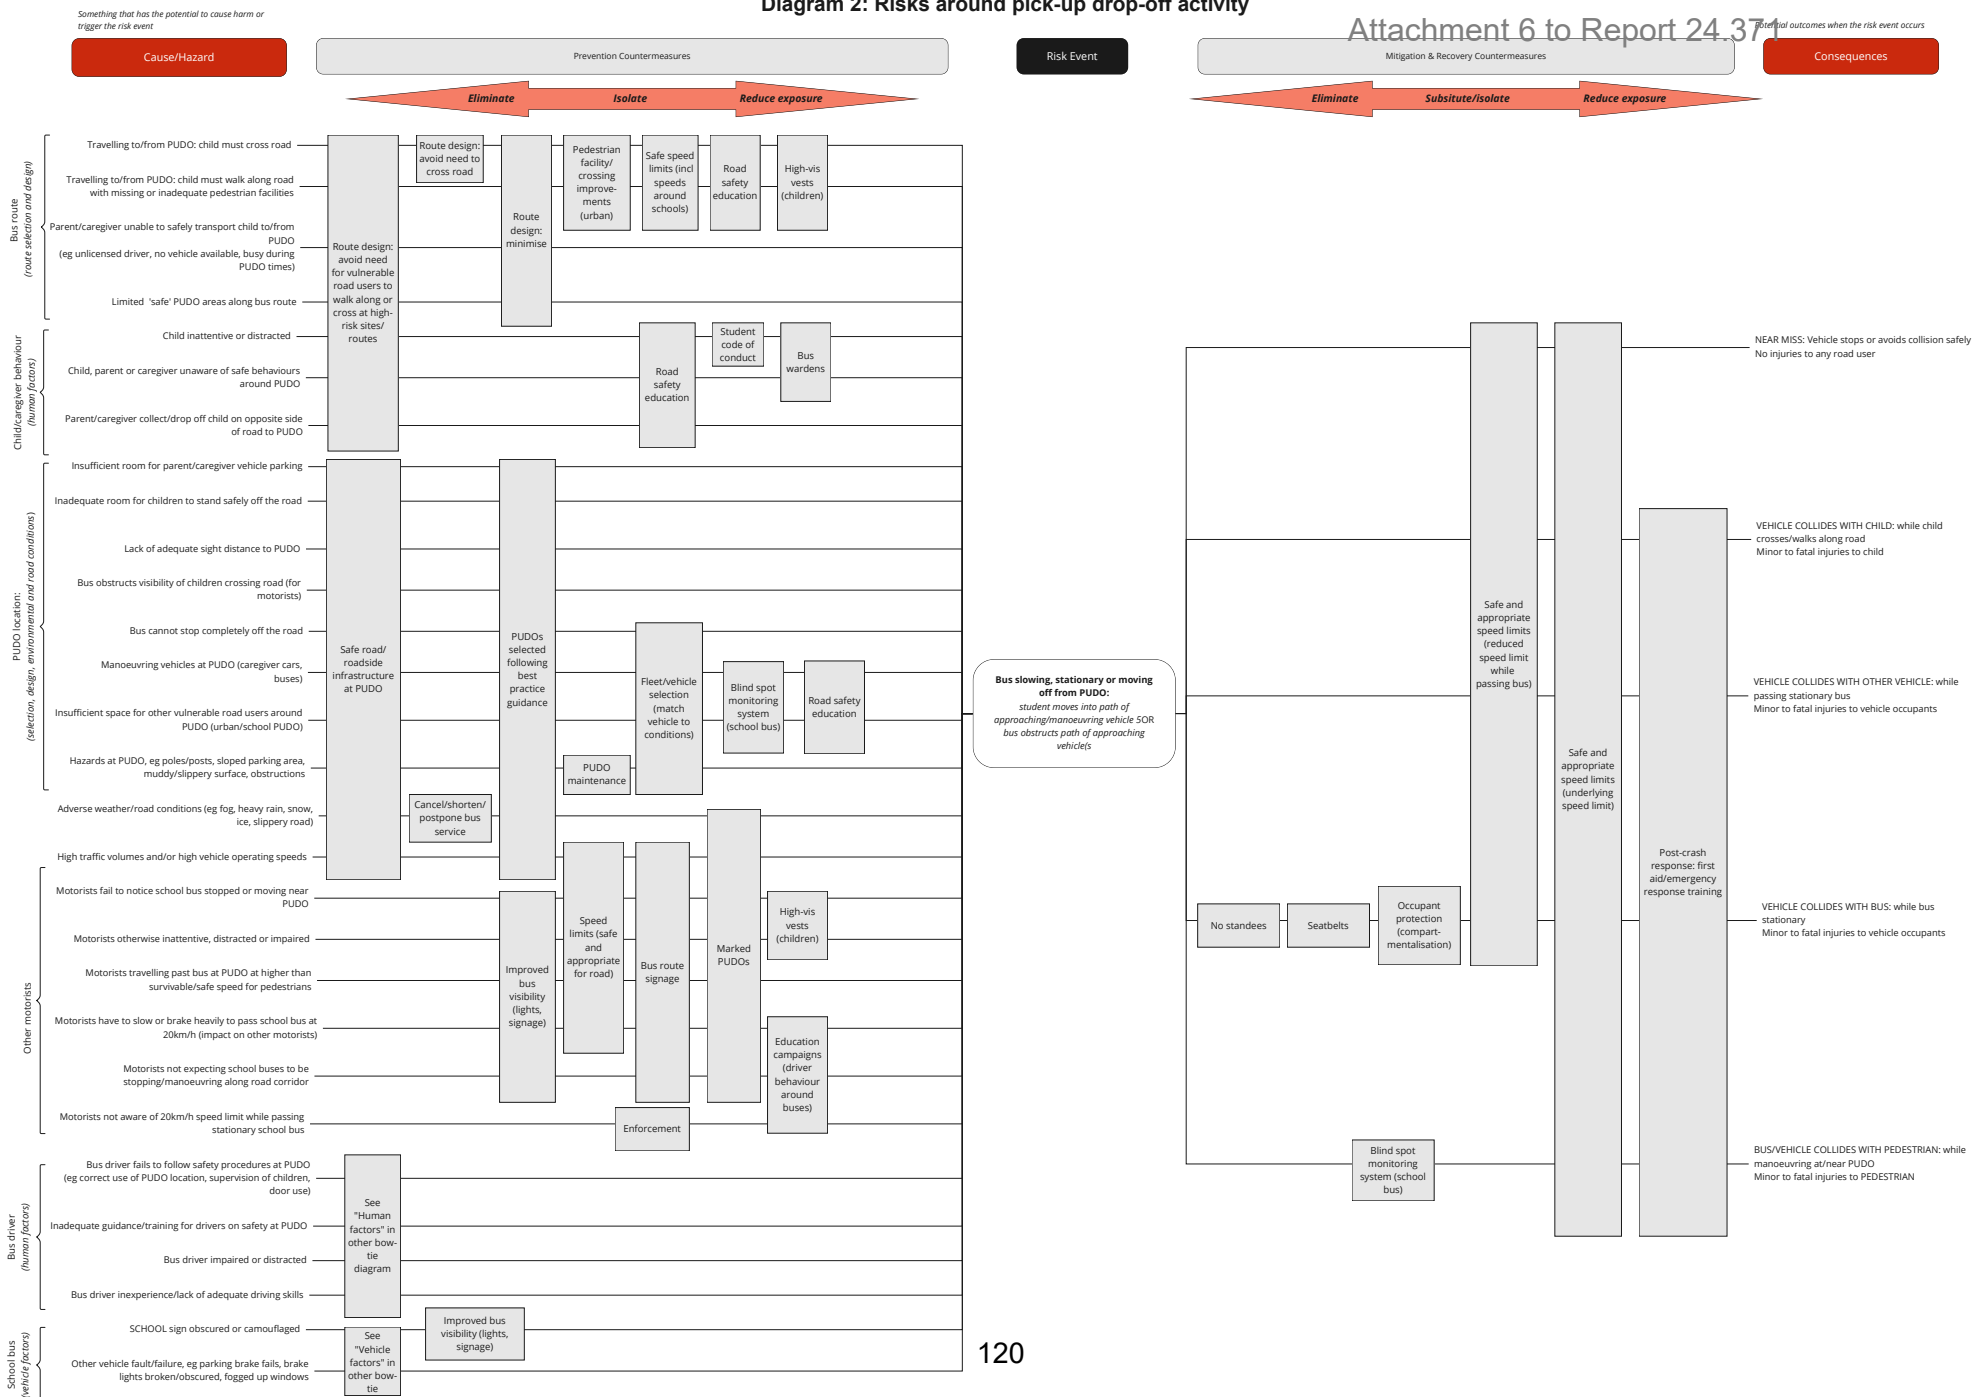 Diagram 2: Risks around pick-up drop-off activity
Attachment 6 to Report 24.371
Something that has the potential to cause harm or
trigger the risk event
Potential outcomes when the risk event occurs
Cause/Hazard
Prevention Countermeasures
Risk Event
Mitigation & Recovery Countermeasures
Consequences
Eliminate
Isolate
Reduce exposure
Eliminate
Subsitute/isolate
Reduce exposure
Bus route
(route selection and design)
Travelling to/from PUDO: child must cross road
Travelling to/from PUDO: child must walk along road
with missing or inadequate pedestrian facilities
Parent/caregiver unable to safely transport child to/from
PUDO
(eg unlicensed driver, no vehicle available, busy during
PUDO times)
Limited 'safe' PUDO areas along bus route
Route design:
avoid need
for vulnerable
road users to
walk along or
cross at high-
risk sites/
routes
Route design:
avoid need to
cross road
Route
design:
minimise
Pedestrian
facility/
crossing
improve-
ments
(urban)
Safe speed
limits (incl
speeds
around
schools)
Road
safety
education
High-vis
vests
(children)
Child/caregiver behaviour
(human factors)
Child inattentive or distracted
Child, parent or caregiver unaware of safe behaviours
around PUDO
Parent/caregiver collect/drop off child on opposite side
of road to PUDO
Road
safety
education
Student
code of
conduct
Bus
wardens
PUDO location:
(selection, design, environmental and road conditions)
Insufficient room for parent/caregiver vehicle parking
Inadequate room for children to stand safely off the road
Lack of adequate sight distance to PUDO
Bus obstructs visibility of children crossing road (for
motorists)
Bus cannot stop completely off the road
Manoeuvring vehicles at PUDO (caregiver cars,
buses)
Insufficient space for other vulnerable road users around
PUDO (urban/school PUDO)
Hazards at PUDO, eg poles/posts, sloped parking area,
muddy/slippery surface, obstructions
Adverse weather/road conditions (eg fog, heavy rain, snow,
ice, slippery road)
High traffic volumes and/or high vehicle operating speeds
Safe road/
roadside
infrastructure
at PUDO
Cancel/shorten/
postpone bus
service
PUDOs
selected
following
best
practice
guidance
PUDO
maintenance
Fleet/vehicle
selection
(match
vehicle to
conditions)
Blind spot
monitoring
system
(school bus)
Road safety
education
Other motorists
Motorists fail to notice school bus stopped or moving near
PUDO
Motorists otherwise inattentive, distracted or impaired
Motorists travelling past bus at PUDO at higher than
survivable/safe speed for pedestrians
Motorists have to slow or brake heavily to pass school bus at
20km/h (impact on other motorists)
Motorists not expecting school buses to be
stopping/manoeuvring along road corridor
Motorists not aware of 20km/h speed limit while passing
stationary school bus
Improved
bus
visibility
(lights,
signage)
Speed
limits (safe
and
appropriate
for road)
Bus route
signage
Marked
PUDOs
High-vis
vests
(children)
Education
campaigns
(driver
behaviour
around
buses)
Enforcement
Bus driver
(human factors)
Bus driver fails to follow safety procedures at PUDO
(eg correct use of PUDO location, supervision of children,
door use)
Inadequate guidance/training for drivers on safety at PUDO
Bus driver impaired or distracted
Bus driver inexperience/lack of adequate driving skills
See
"Human
factors" in
other bow-
tie
diagram
School bus
(vehicle factors)
SCHOOL sign obscured or camouflaged
Other vehicle fault/failure, eg parking brake fails, brake
lights broken/obscured, fogged up windows
See
"Vehicle
factors" in
other bow-
tie
Improved bus
visibility (lights,
signage)
Bus slowing, stationary or moving
off from PUDO:
student moves into path of
approaching/manoeuvring vehicle 5OR
bus obstructs path of approaching
vehicle(s
No standees
Seatbelts
Occupant
protection
(compart-
mentalisation)
Blind spot
monitoring
system (school
bus)
Safe and
appropriate
speed limits
(reduced
speed limit
while
passing bus)
Safe and
appropriate
speed limits
(underlying
speed limit)
Post-crash
response: first
aid/emergency
response training
NEAR MISS: Vehicle stops or avoids collision safely
No injuries to any road user
VEHICLE COLLIDES WITH CHILD: while child
crosses/walks along road
Minor to fatal injuries to child
VEHICLE COLLIDES WITH OTHER VEHICLE: while
passing stationary bus
Minor to fatal injuries to vehicle occupants
VEHICLE COLLIDES WITH BUS: while bus
stationary
Minor to fatal injuries to vehicle occupants
BUS/VEHICLE COLLIDES WITH PEDESTRIAN: while
manoeuvring at/near PUDO
Minor to fatal injuries to PEDESTRIAN
120